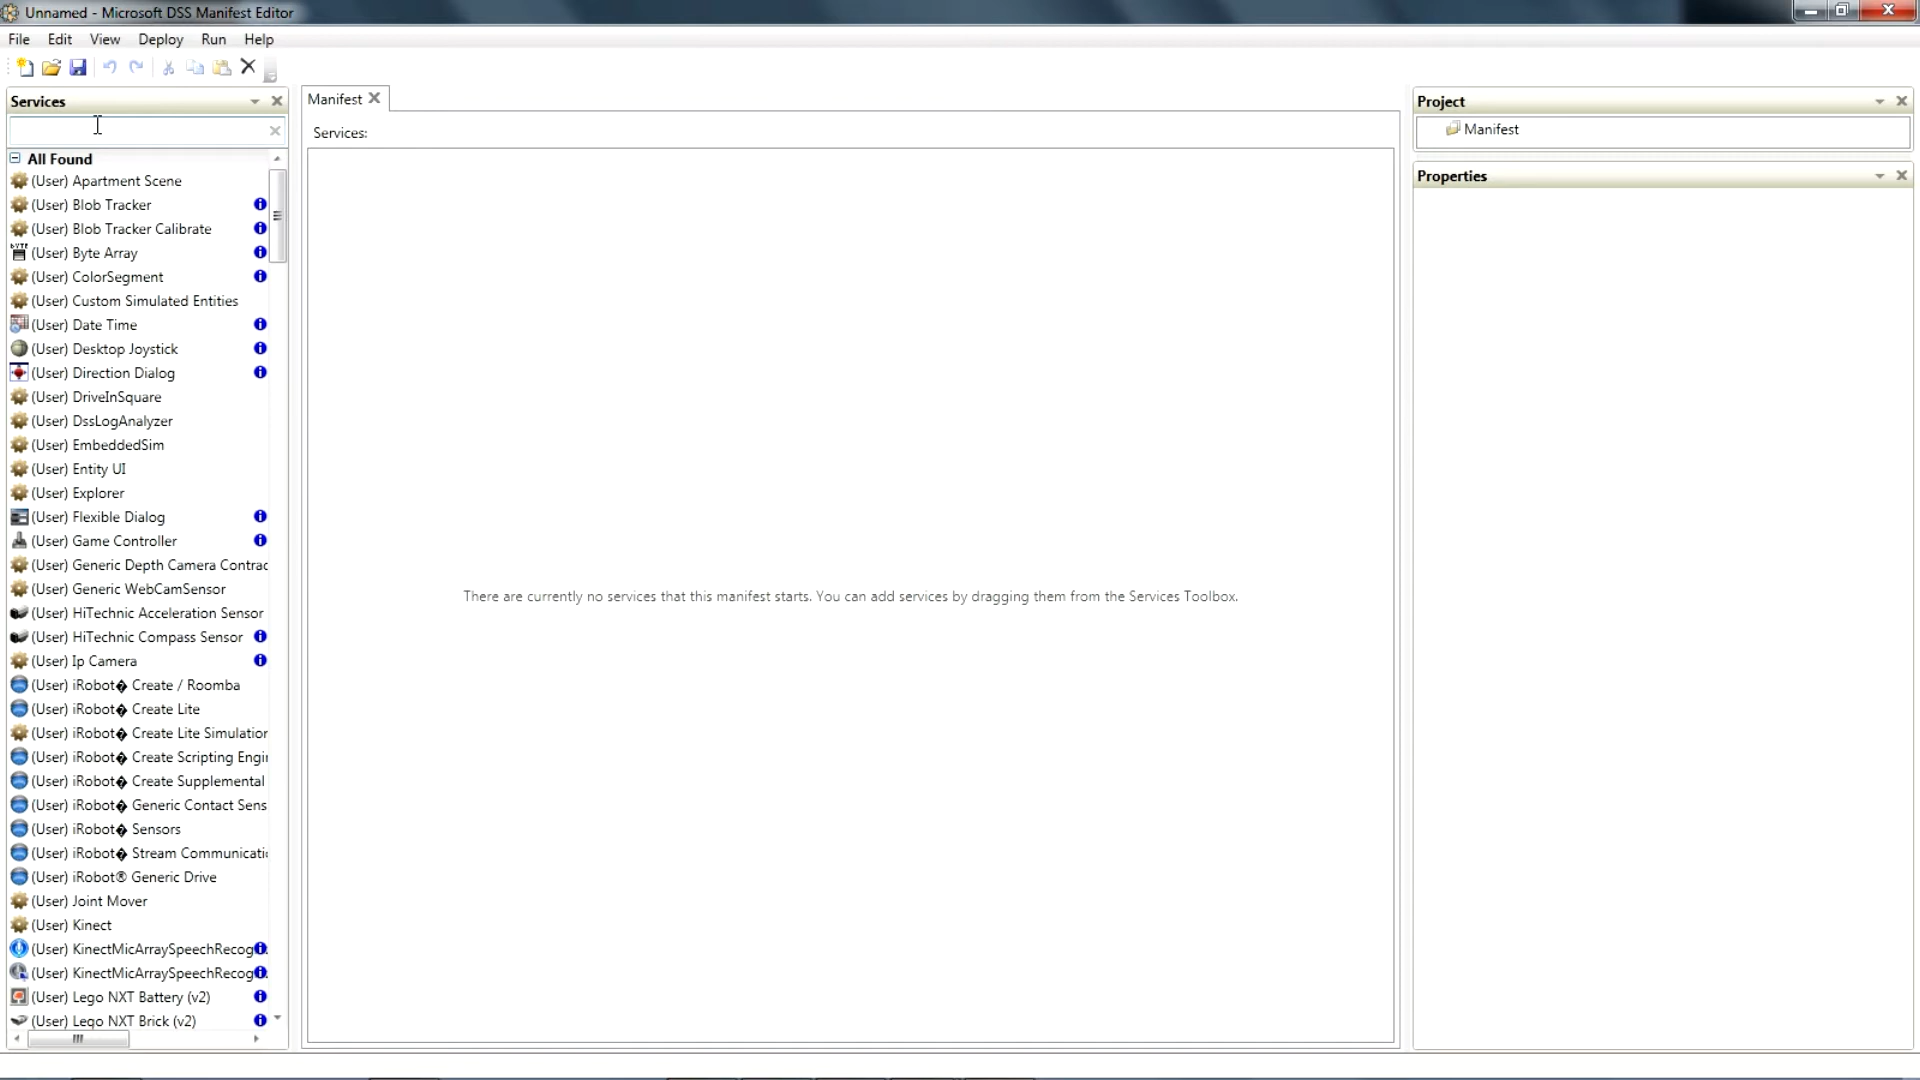 Unnamed - Microsoft DSS Manifest Editor
File Edit View Deploy Run Help
Services
All Found
(User) Apartment Scene
(User) Blob Tracker
(User) Blob Tracker Calibrate
(User) Byte Array
(User) ColorSegment
(User) Custom Simulated Entities
(User) Date Time
(User) Desktop Joystick
(User) Direction Dialog
(User) DriveInSquare
(User) DssLogAnalyzer
(User) EmbeddedSim
(User) Entity UI
(User) Explorer
(User) Flexible Dialog
(User) Game Controller
(User) Generic Depth Camera Contrac
(User) Generic WebCamSensor
(User) HiTechnic Acceleration Sensor
(User) HiTechnic Compass Sensor
(User) Ip Camera
(User) iRobot� Create / Roomba
(User) iRobot� Create Lite
(User) iRobot� Create Lite Simulation
(User) iRobot� Create Scripting Engi
(User) iRobot� Create Supplemental
(User) iRobot� Generic Contact Sens
(User) iRobot� Sensors
(User) iRobot� Stream Communicati
(User) iRobot® Generic Drive
(User) Joint Mover
(User) Kinect
(User) KinectMicArraySpeechRecog
(User) KinectMicArraySpeechRecog
(User) Lego NXT Battery (v2)
(User) Lego NXT Brick (v2)
Manifest
Services:
There are currently no services that this manifest starts. You can add services by dragging them from the Services Toolbox.
Project
Manifest
Properties